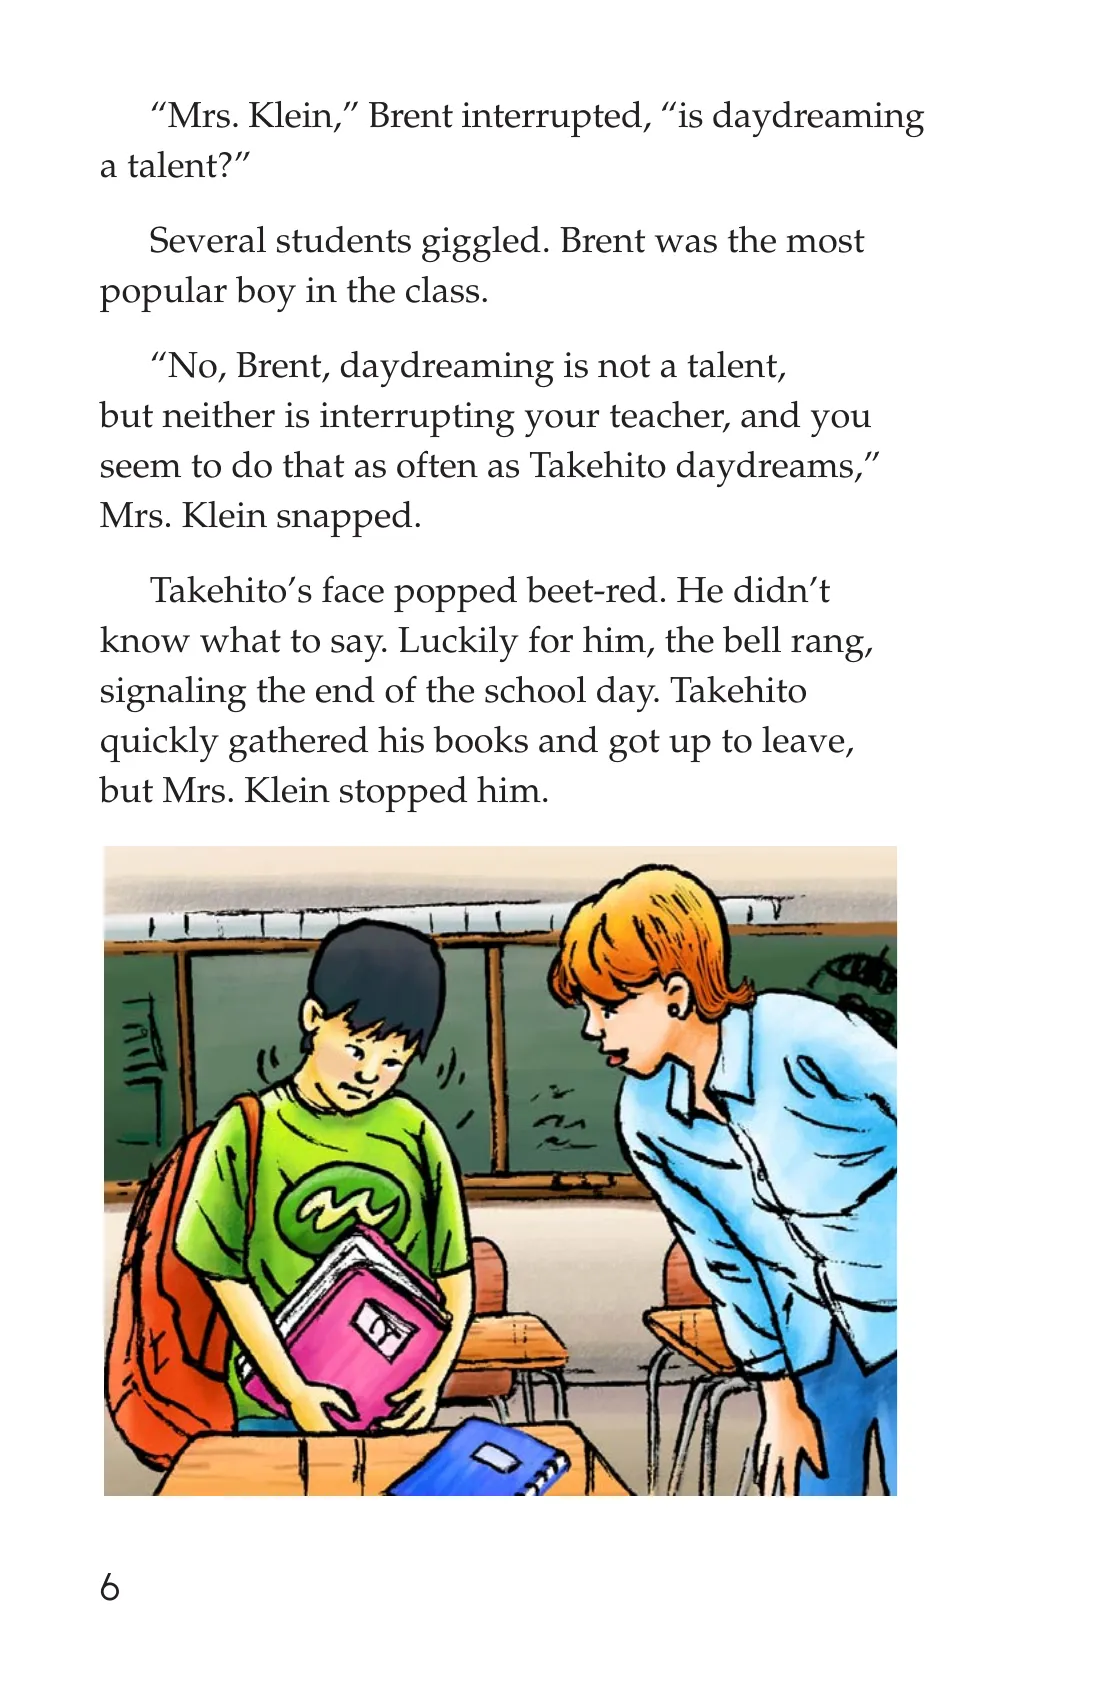 “Mrs. Klein,” Brent interrupted, “is daydreaming
a talent?”
Several students giggled. Brent was the most
popular boy in the class.
“No, Brent, daydreaming is not a talent,
but neither is interrupting your teacher, and you
seem to do that as often as Takehito daydreams,”
Mrs. Klein snapped.
Takehito’s face popped beet-red. He didn’t
know what to say. Luckily for him, the bell rang,
signaling the end of the school day. Takehito
quickly gathered his books and got up to leave,
but Mrs. Klein stopped him.
6